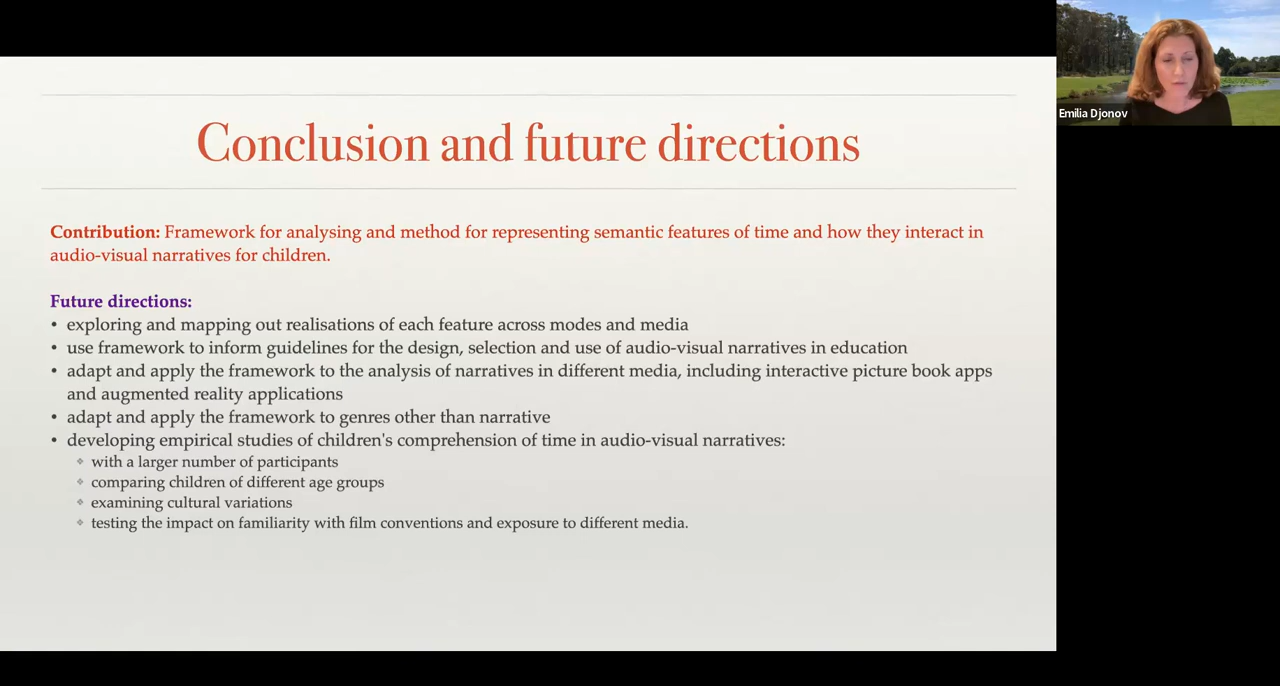 Conclusion and future directions
Contribution: Framework for analysing and method for representing semantic features of time and how they interact in
audio-visual narratives for children.
Future directions:
• exploring and mapping out realisations of each feature across modes and media
• use framework to inform guidelines for the design, selection and use of audio-visual narratives in education
• adapt and apply the framework to the analysis of narratives in different media, including interactive picture book apps
and augmented reality applications
• adapt and apply the framework to genres other than narrative
• developing empirical studies of children's comprehension of time in audio-visual narratives:
❖ with a larger number of participants
❖ comparing children of different age groups
❖ examining cultural variations
❖ testing the impact on familiarity with film conventions and exposure to different media.
Emilia Djonov